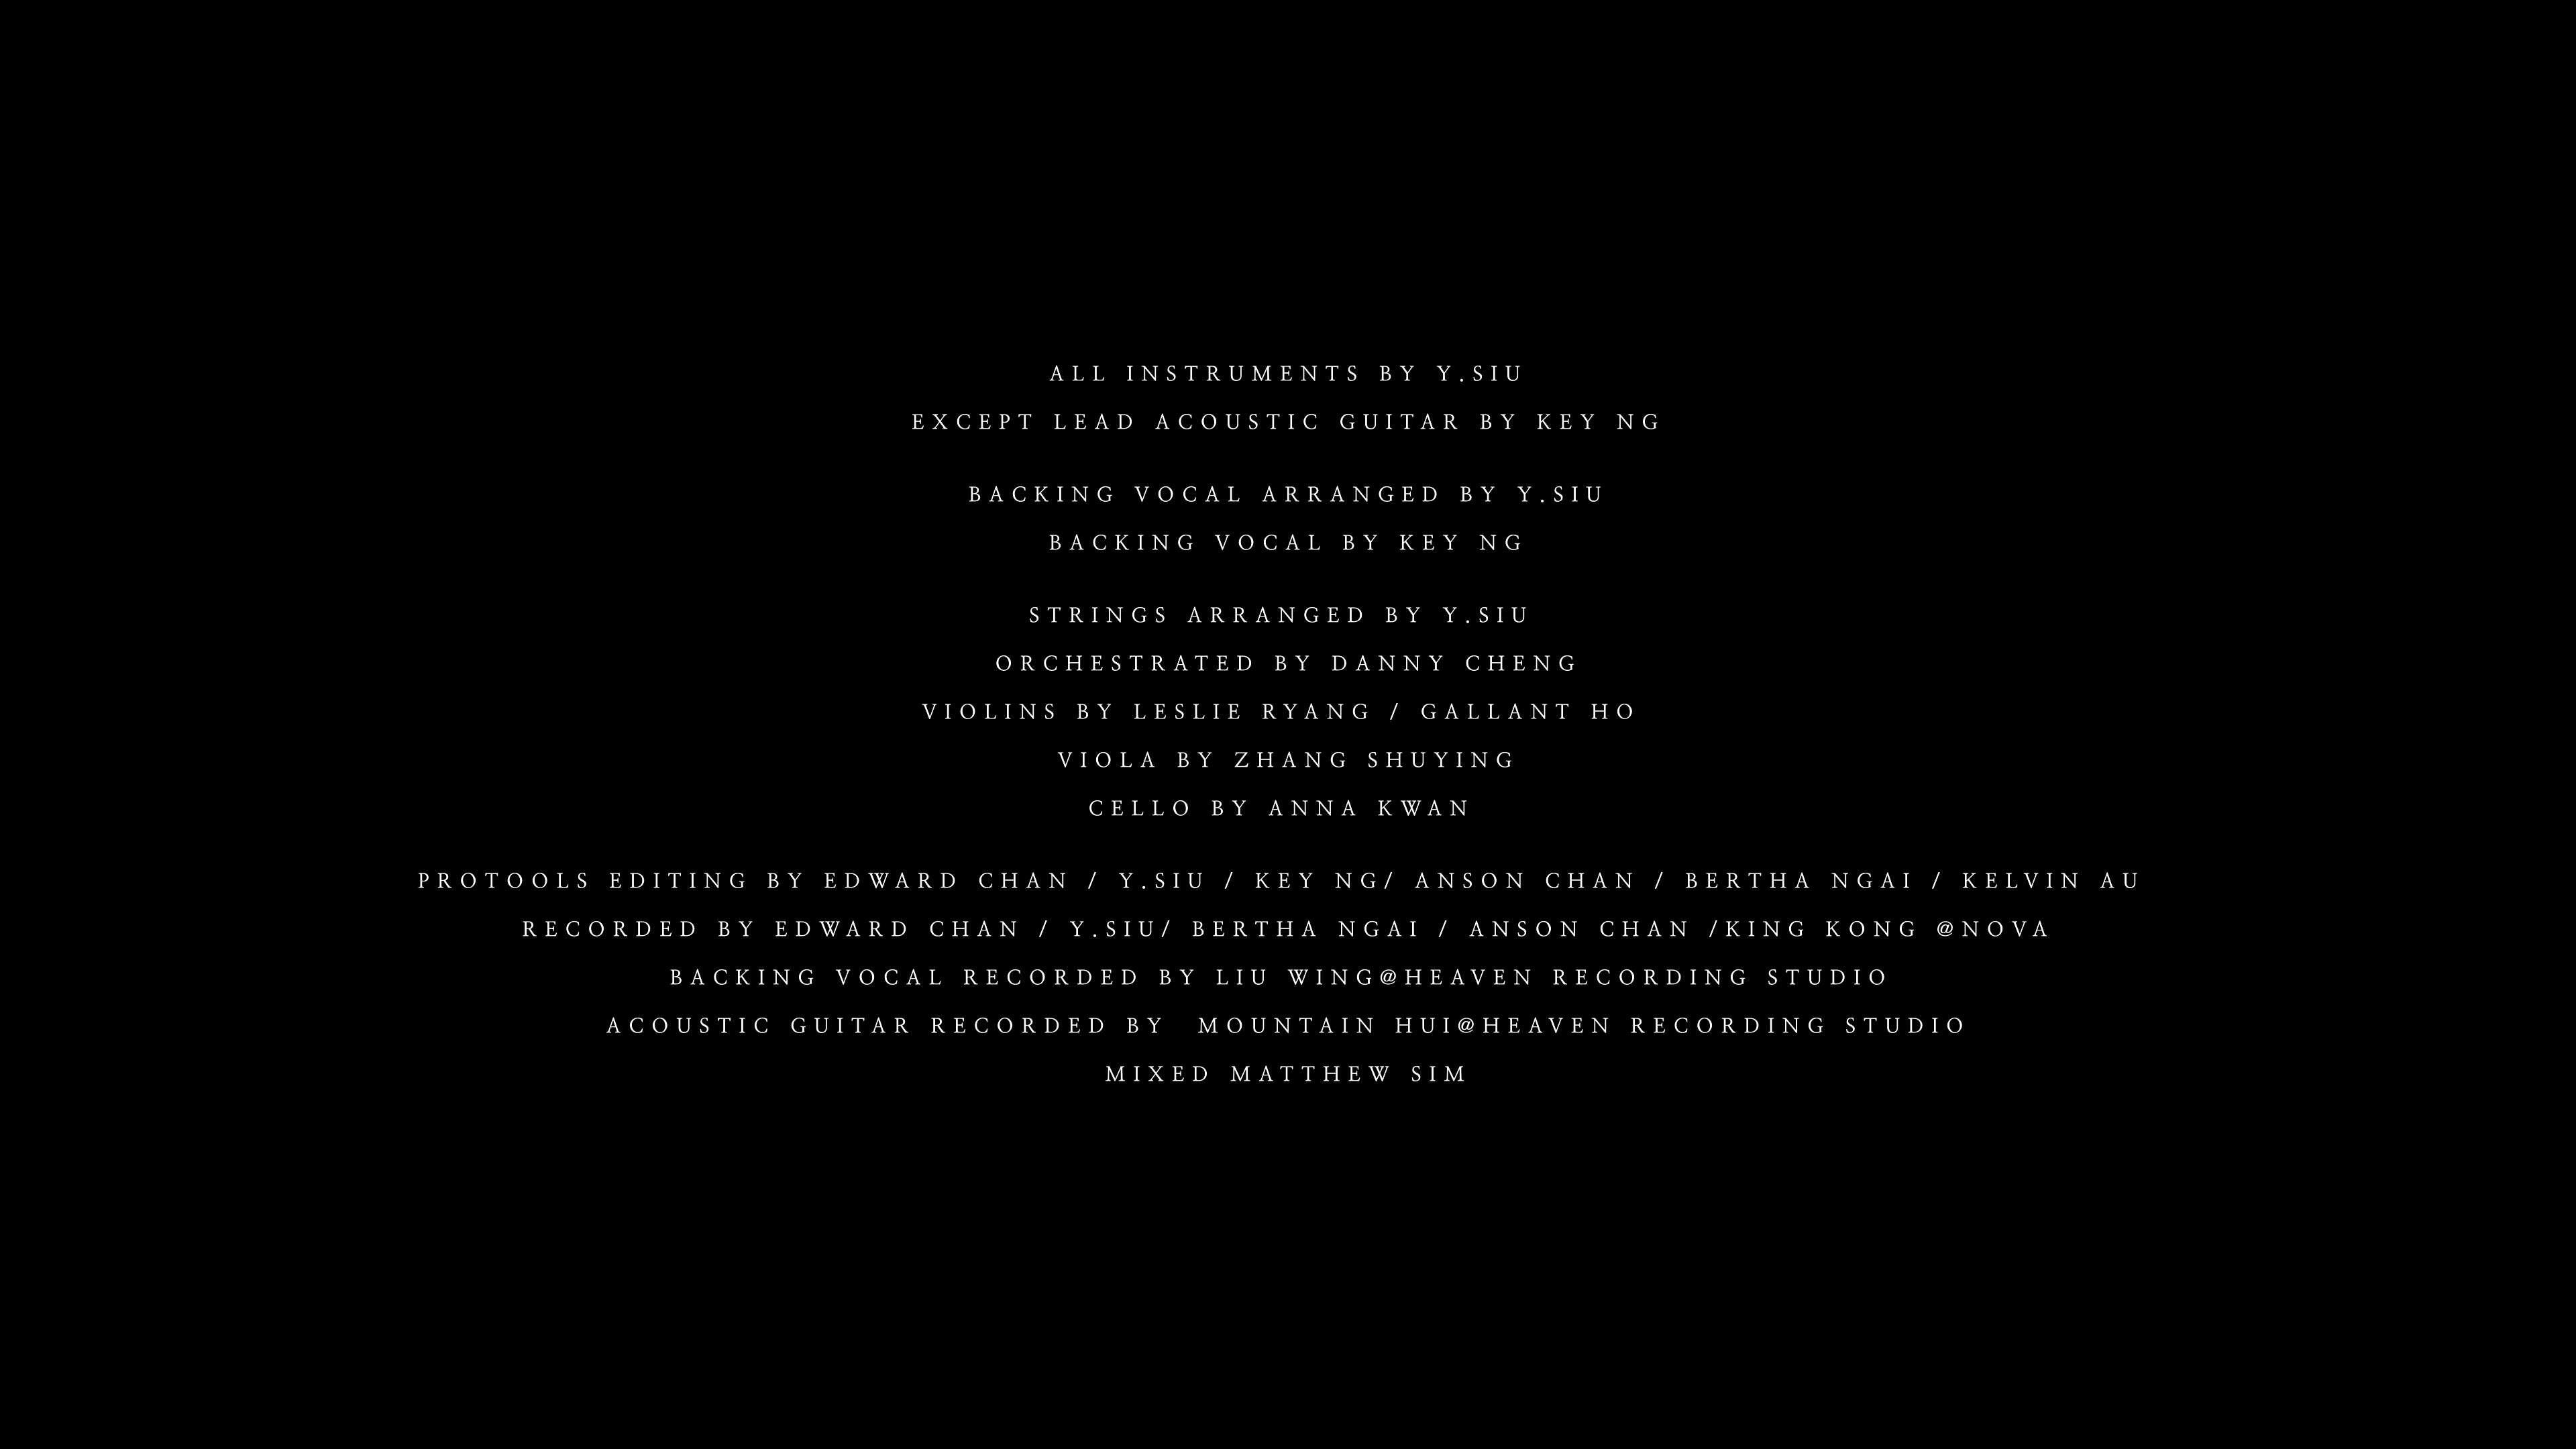 ALL INSTRUMENTS BY Y.SIU
EXCEPT LEAD ACOUSTIC GUITAR BY KEY NG
BACKING VOCAL ARRANGED BY Y.SIU
BACKING VOCAL BY KEY NG
STRINGS ARRANGED BY Y.SIU
ORCHESTRATED BY DANNY CHENG
VIOLINS BY LESLIE RYANG / GALLANT HO
VIOLA BY ZHANG SHUYING
CELLO BY ANNA KWAN
PROTOOLS EDITING BY EDWARD CHAN / Y.SIU / KEY NG/ ANSON CHAN / BERTHA NGAI / KELVIN AU
RECORDED BY EDWARD CHAN / Y.SIU/ BERTHA NGAI / ANSON CHAN /KING KONG @NOVA
BACKING VOCAL RECORDED BY LIU WING@HEAVEN RECORDING STUDIO
ACOUSTIC GUITAR RECORDED BY  MOUNTAIN HUI@HEAVEN RECORDING STUDIO
MIXED MATTHEW SIM